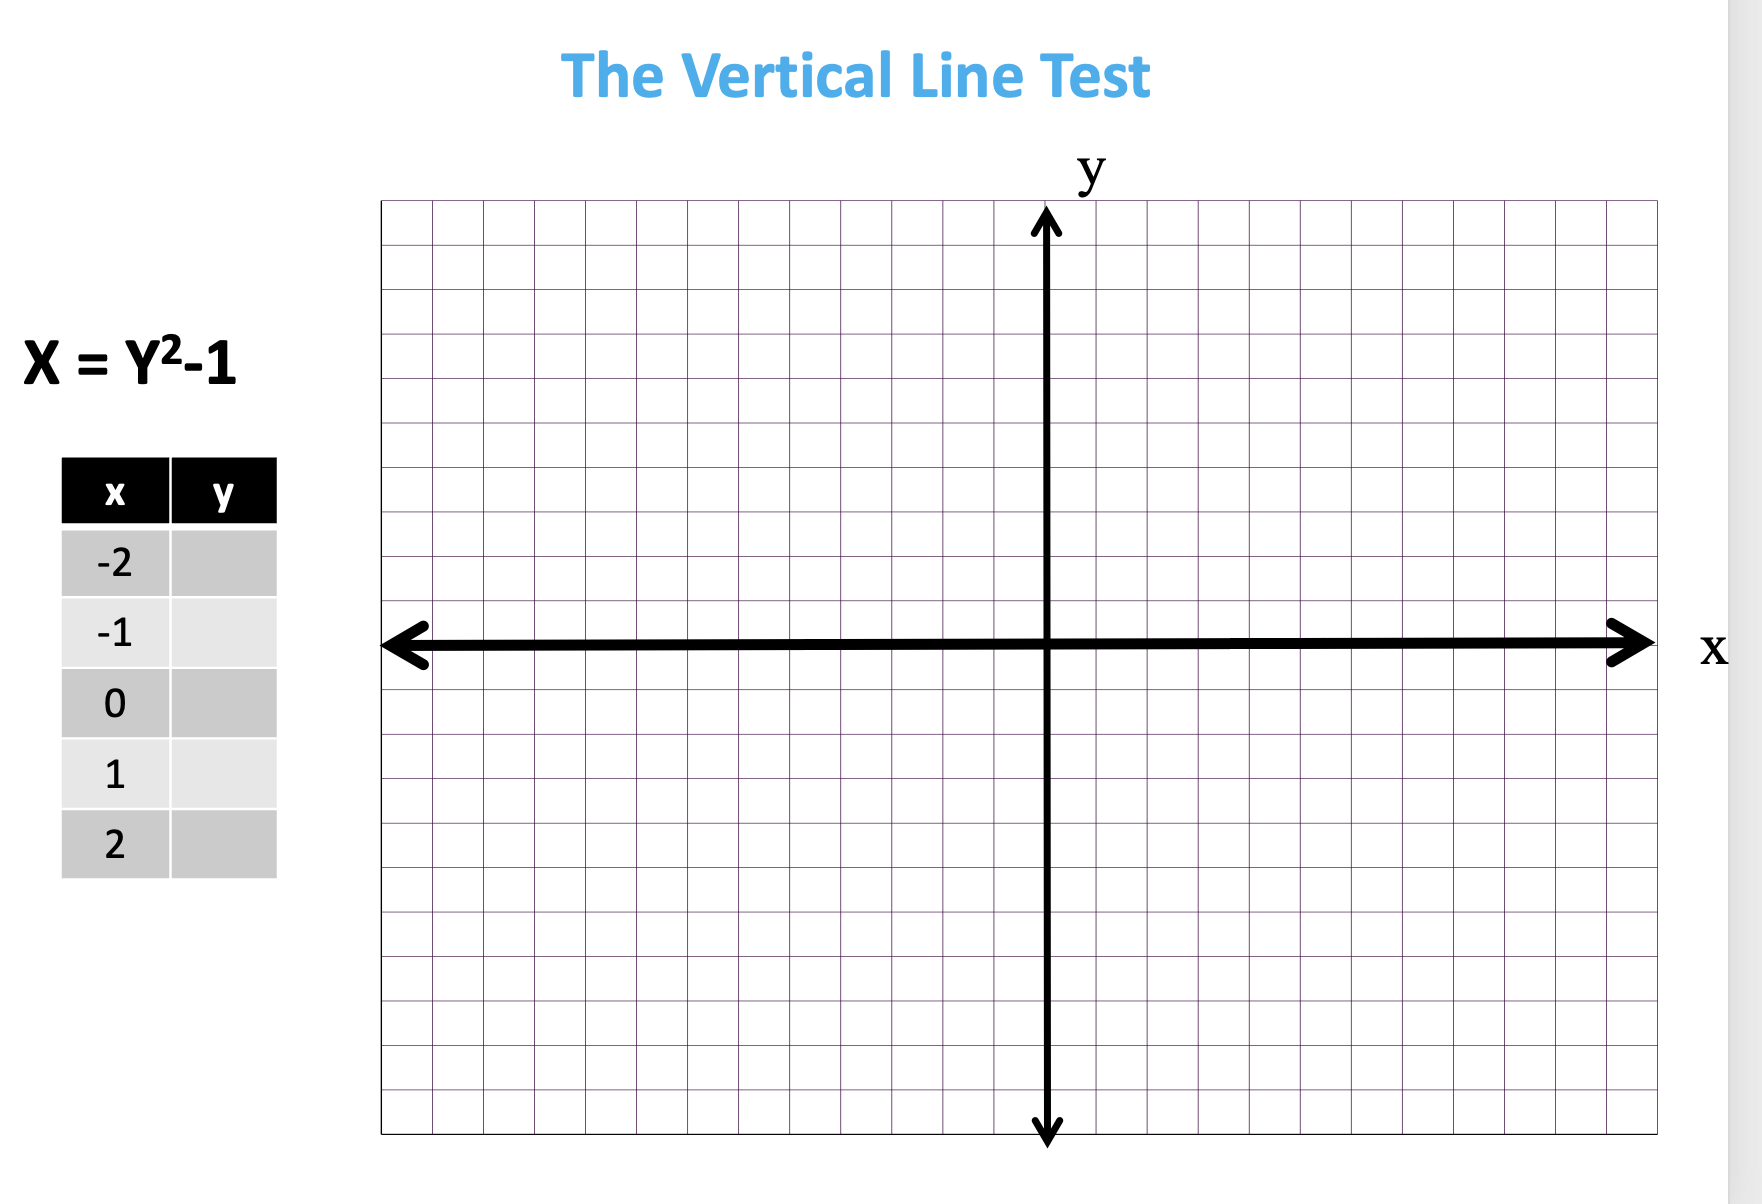 The Vertical Line Test
y
X = Y²-1
x y
-2
-1
0
1
2
x